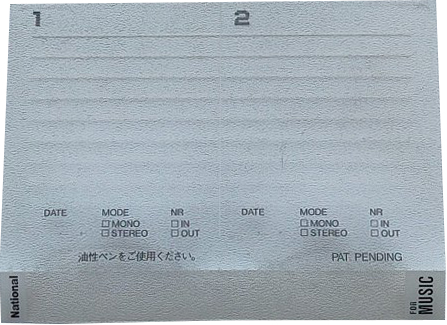 1 2
DATE MODE NR DATE MODE NR
□ MONO □ IN □ MONO □ IN
□ STEREO □ OUT □ STEREO □ OUT
油性ペンをご使用ください。 PAT. PENDING
National
FOR MUSIC